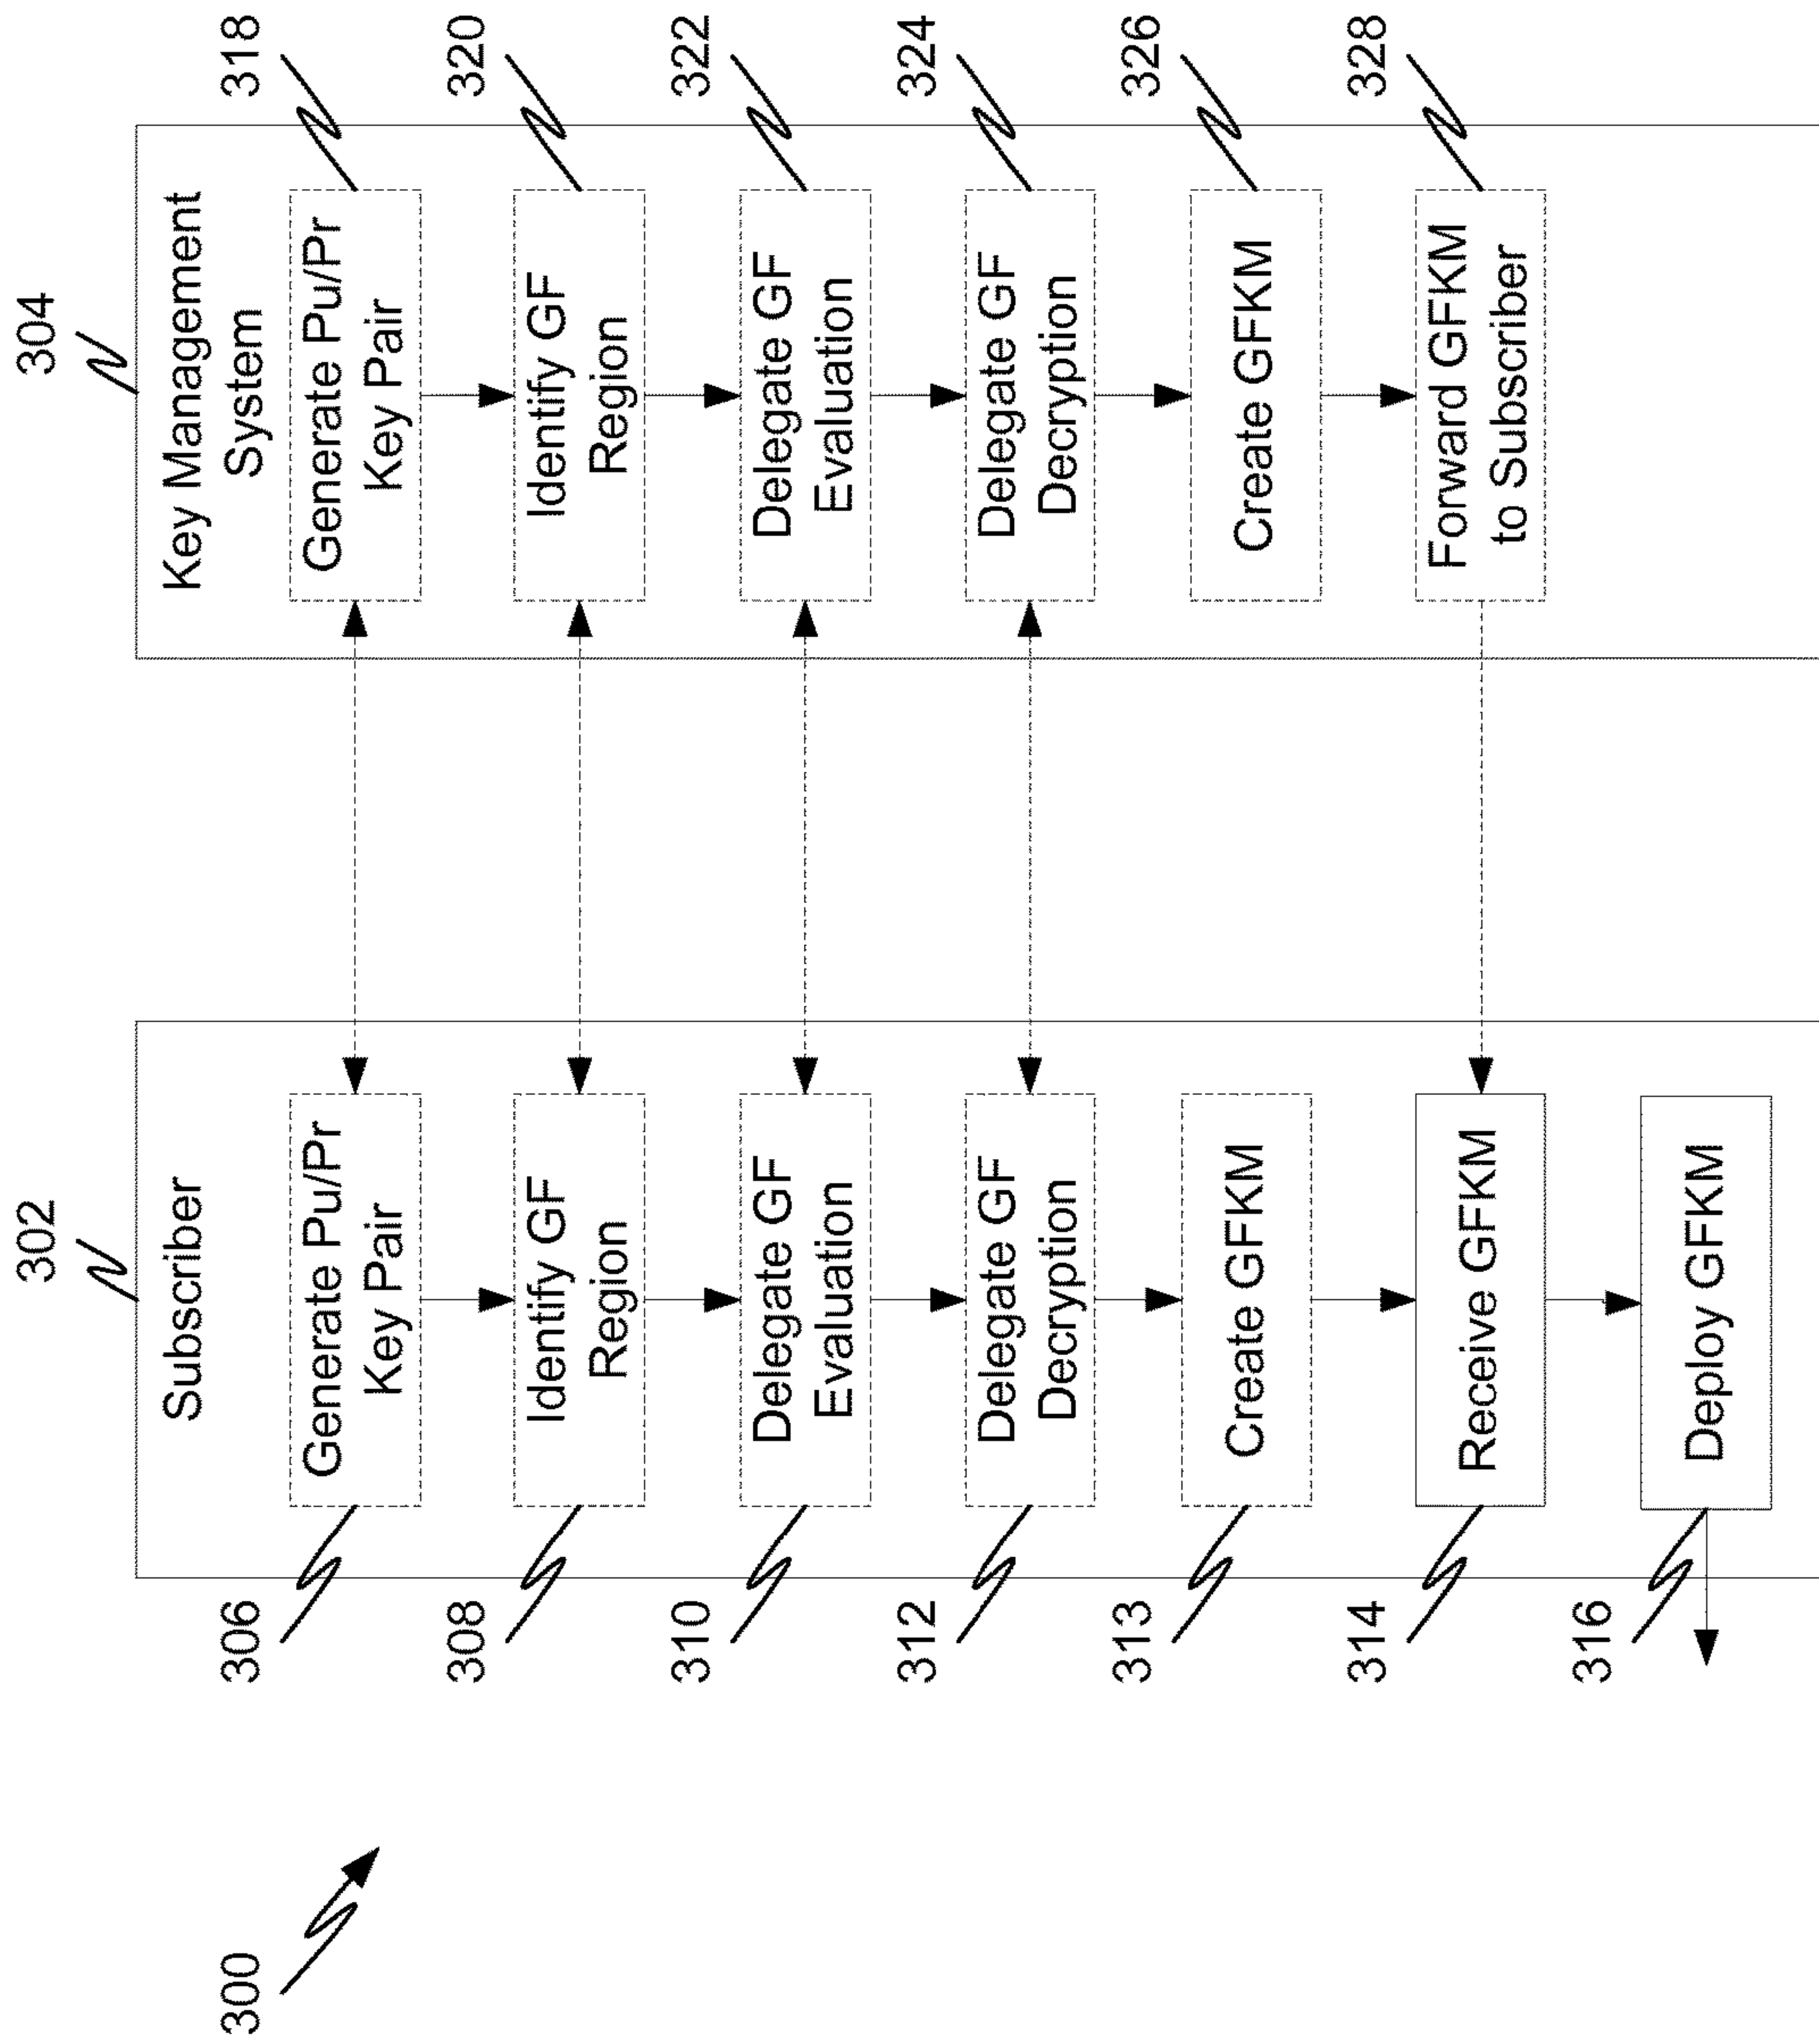 300
302
Subscriber
306
Generate Pu/Pr
Key Pair
308
Identify GF
Region
310
Delegate GF
Evaluation
312
Delegate GF
Decryption
313
Create GFKM
314
Receive GFKM
316
Deploy GFKM
304
Key Management
System
Generate Pu/Pr
Key Pair
318
Identify GF
Region
320
Delegate GF
Evaluation
322
Delegate GF
Decryption
324
Create GFKM
326
Forward GFKM
to Subscriber
328